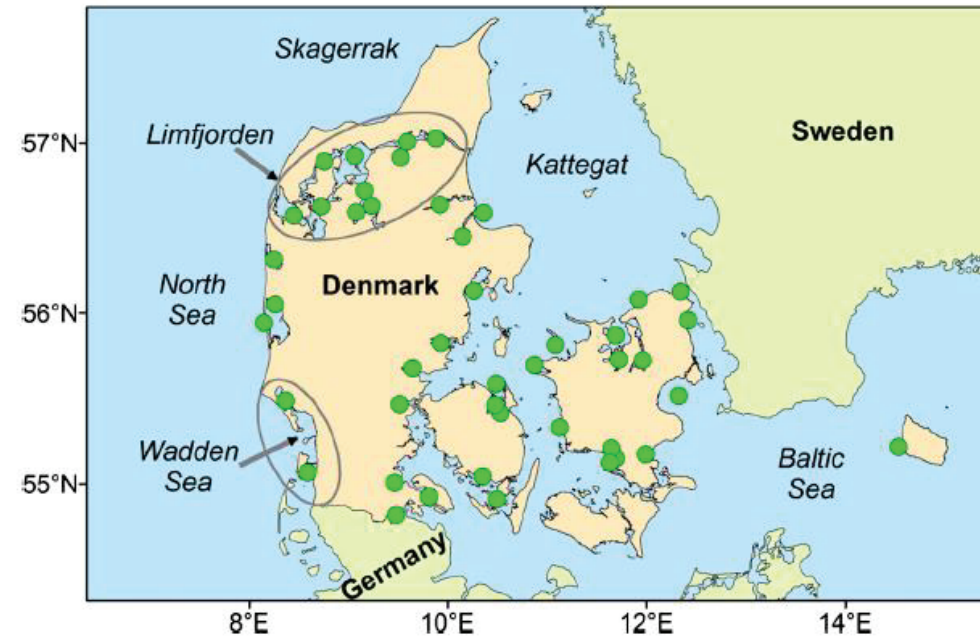 Skagerrak
Limfjorden
57°N
Sweden
Kattegat
North
Sea
Denmark
56°N
Wadden
Sea
Baltic
Sea
55°N
Germany
8°E
10°E
12°E
14°E